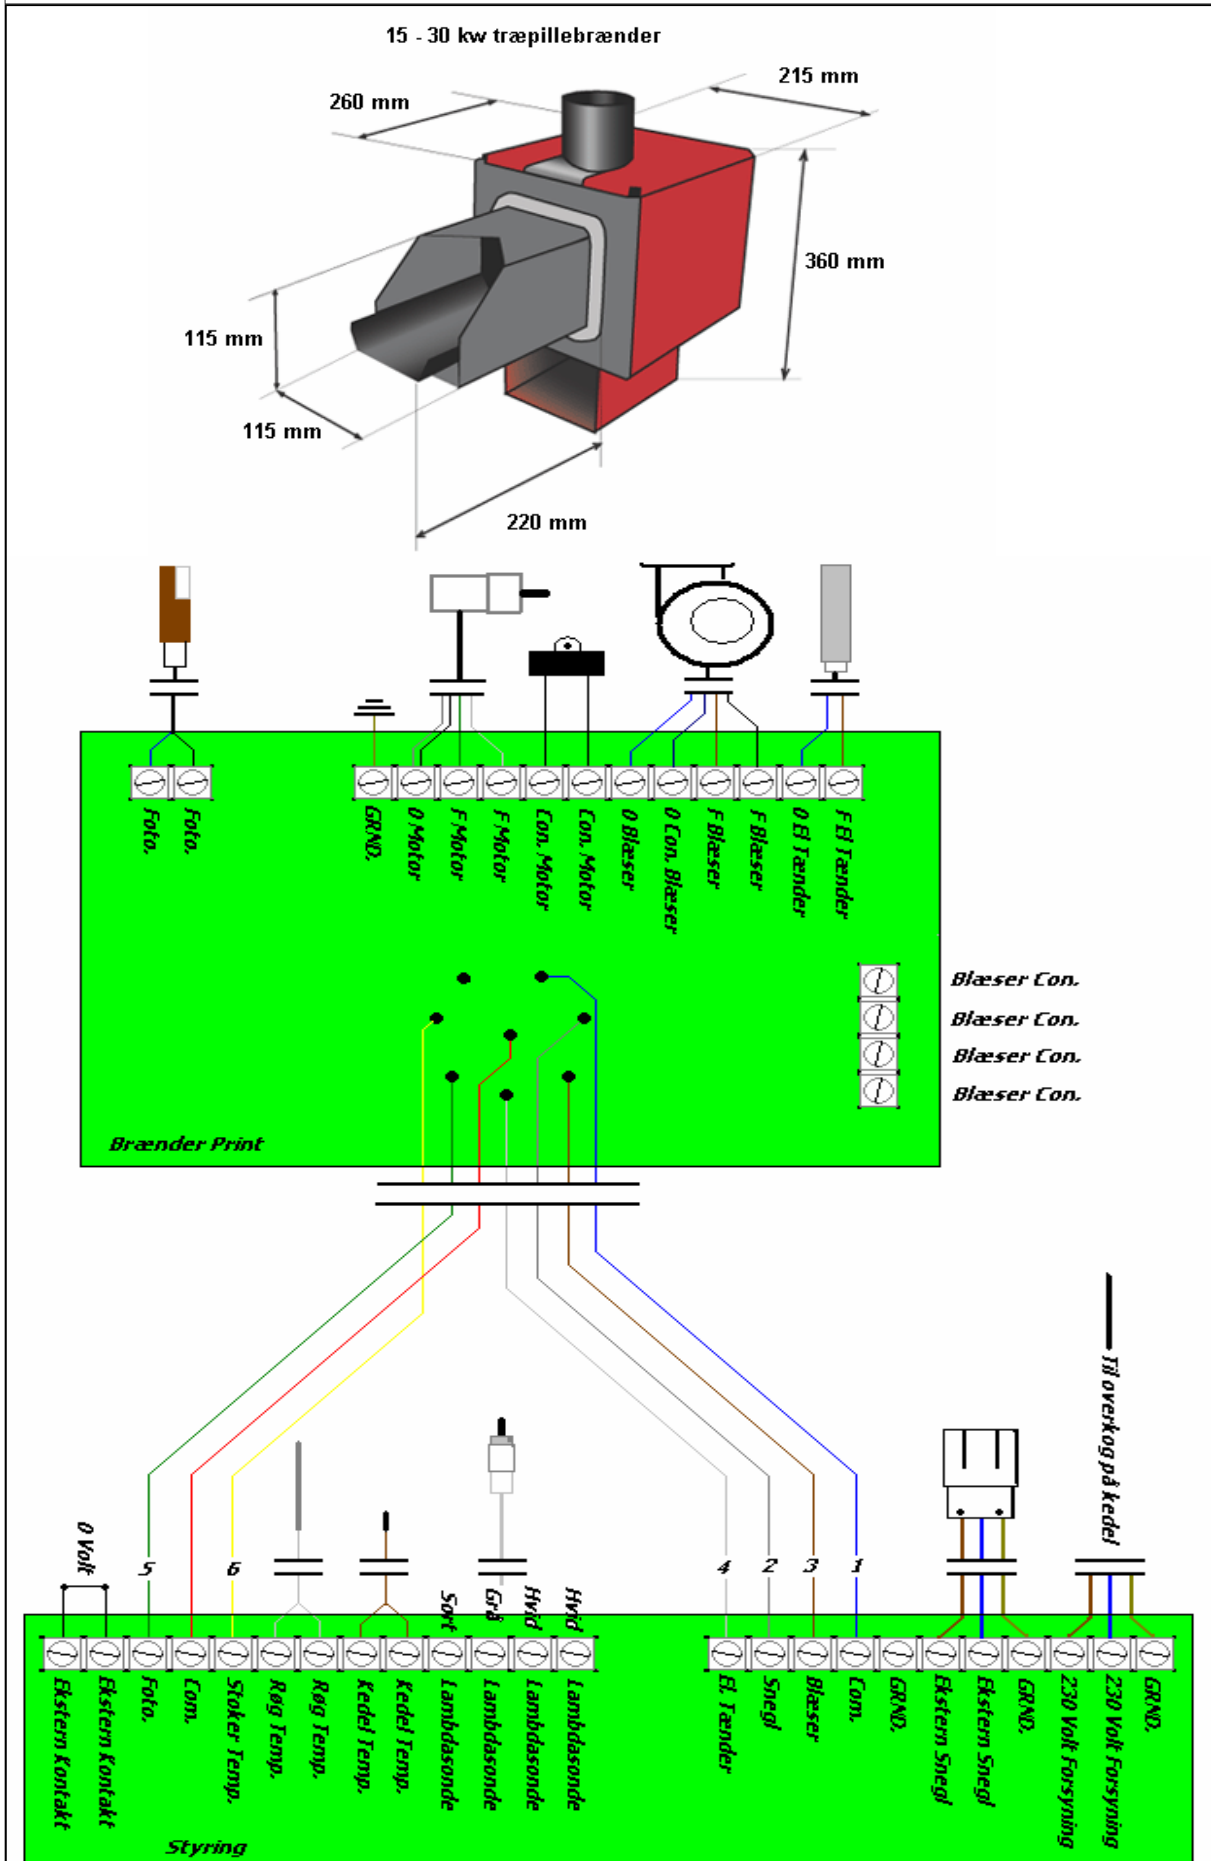 15 - 30 kw træpillebrænder
260 mm
215 mm
360 mm
115 mm
115 mm
220 mm
Foto.
Foto.
GRND.
0 Motor
F Motor
F Motor
Con. Motor
Con. Motor
0 Blæser
0 Con. Blæser
F Blæser
F Blæser
0 El Tænder
F El Tænder
Blæser Con.
Blæser Con.
Blæser Con.
Blæser Con.
Brænder Print
Til overkog på kedel
0 Volt
5
6
4
2
3
1
Sort
Grå
Hvid
Hvid
Ekstern Kontakt
Ekstern Kontakt
Foto.
Com.
Stoker Temp.
Røg Temp.
Røg Temp.
Kedel Temp.
Kedel Temp.
Lambdasonde
Lambdasonde
Lambdasonde
Lambdasonde
El. Tænder
Snegl
Blæser
Com.
GRND.
Ekstern Snegl
Ekstern Snegl
GRND.
230 Volt Forsyning
230 Volt Forsyning
GRND.
Styring